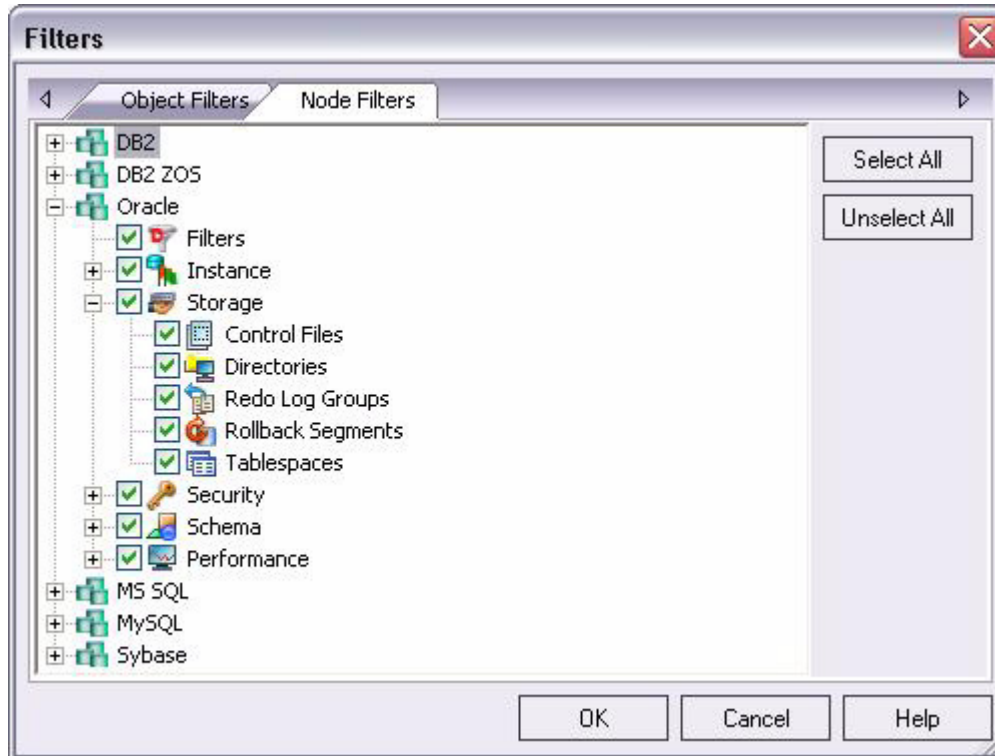 Filters
Object Filters
Node Filters
DB2
DB2 ZOS
Oracle
Filters
Instance
Storage
Control Files
Directories
Redo Log Groups
Rollback Segments
Tablespaces
Security
Schema
Performance
MS SQL
MySQL
Sybase
Select All
Unselect All
OK
Cancel
Help